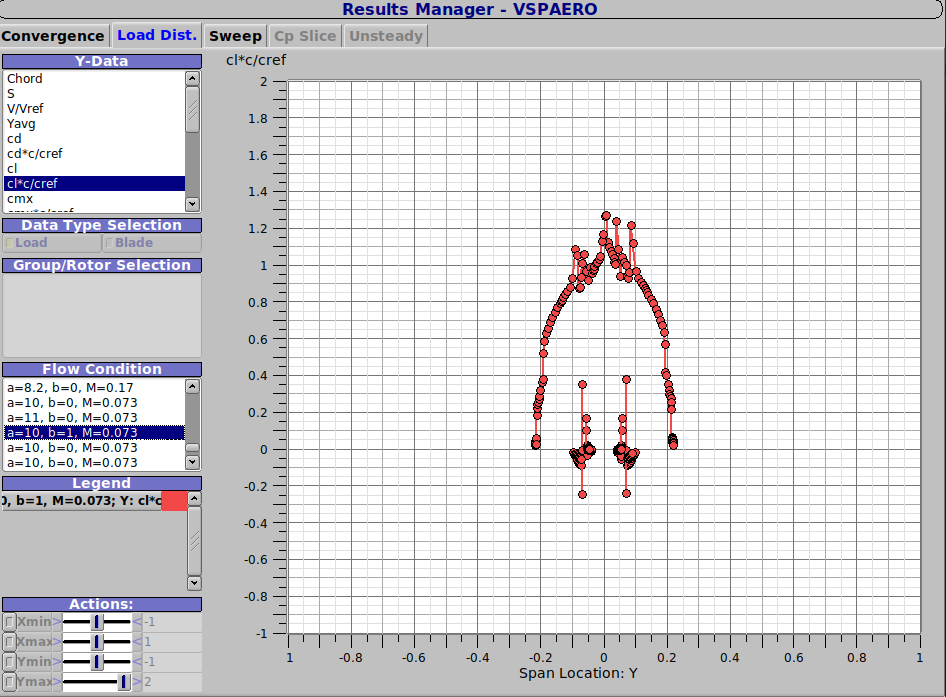 Results Manager - VSPAERO
Convergence Load Dist. Sweep Cp Slice Unsteady
Y-Data
Chord
S
V/Vref
Yavg
cd
cd*c/cref
cl
cl*c/cref
cmx
Data Type Selection
Load Blade
Group/Rotor Selection
Flow Condition
a=8.2, b=0, M=0.17
a=10, b=0, M=0.073
a=11, b=0, M=0.073
a=10, b=1, M=0.073
a=10, b=0, M=0.073
a=10, b=0, M=0.073
Legend
0, b=1, M=0.073; Y: cl*c
Actions:
Xmin > < -1
Xmax > < 1
Ymin > < -1
Ymax > > 2
cl*c/cref
2
1.8
1.6
1.4
1.2
1
0.8
0.6
0.4
0.2
0
-0.2
-0.4
-0.6
-0.8
-1
1 -0.8 -0.6 -0.4 -0.2 0 0.2 0.4 0.6 0.8 1
Span Location: Y